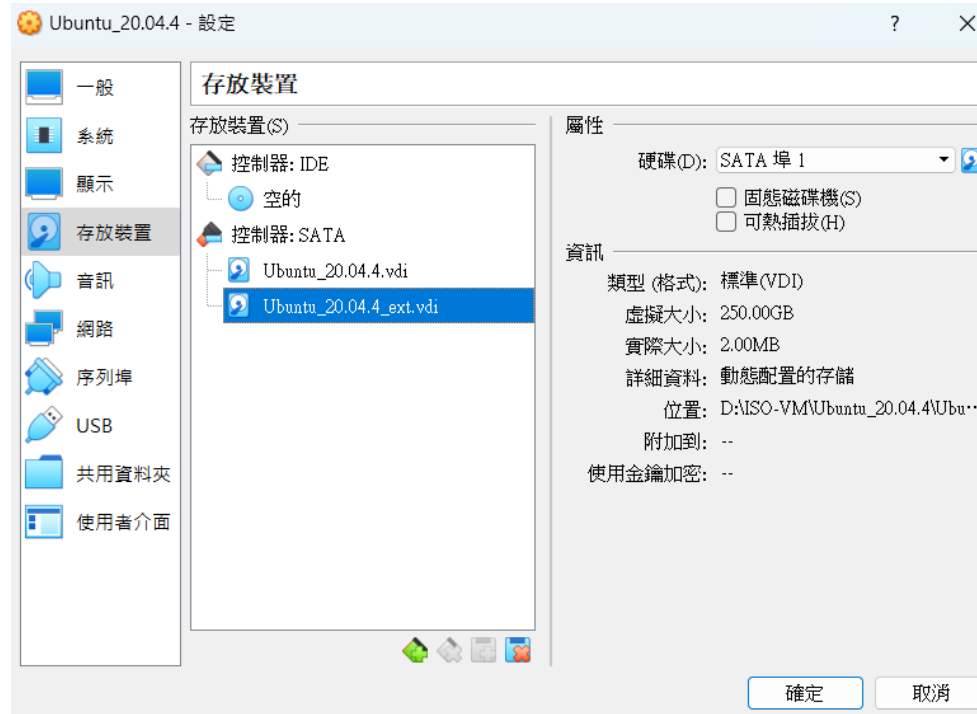 Ubuntu_20.04.4 - 設定
?
一般
系統
顯示
存放裝置
音訊
網路
序列埠
USB
共用資料夾
使用者介面
存放裝置
存放裝置(S)
控制器: IDE
空的
控制器: SATA
Ubuntu_20.04.4.vdi
Ubuntu_20.04.4_ext.vdi
屬性
硬碟(D): SATA 埠 1
固態磁碟機(S)
可熱插拔(H)
資訊
類型 (格式): 標準(VDI)
虛擬大小: 250.00GB
實際大小: 2.00MB
詳細資料: 動態配置的存儲
位置: D:\ISO-VM\Ubuntu_20.04.4\Ubu…
附加到: --
使用金鑰加密: --
確定
取消